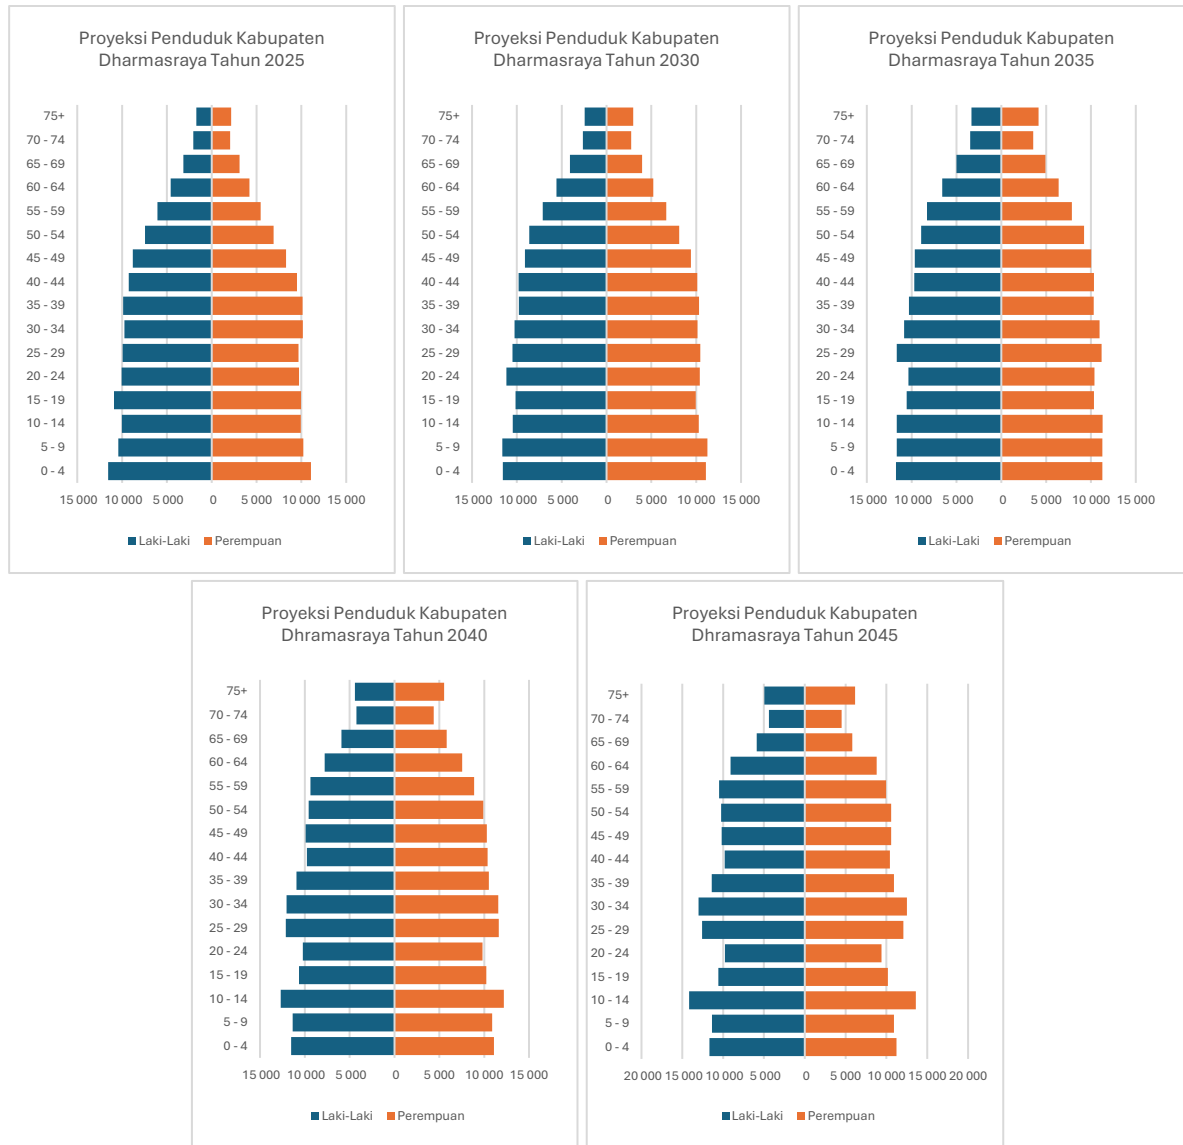 Proyeksi Penduduk Kabupaten
Dharmasraya Tahun 2025
75+
70 - 74
65 - 69
60 - 64
55 - 59
50 - 54
45 - 49
40 - 44
35 - 39
30 - 34
25 - 29
20 - 24
15 - 19
10 - 14
5 - 9
0 - 4
15 000 10 000 5 000 0 5 000 10 000 15 000
Laki-Laki Perempuan
Proyeksi Penduduk Kabupaten
Dharmasraya Tahun 2030
75+
70 - 74
65 - 69
60 - 64
55 - 59
50 - 54
45 - 49
40 - 44
35 - 39
30 - 34
25 - 29
20 - 24
15 - 19
10 - 14
5 - 9
0 - 4
15 000 10 000 5 000 0 5 000 10 000 15 000
Laki-Laki Perempuan
Proyeksi Penduduk Kabupaten
Dharmasraya Tahun 2035
75+
70 - 74
65 - 69
60 - 64
55 - 59
50 - 54
45 - 49
40 - 44
35 - 39
30 - 34
25 - 29
20 - 24
15 - 19
10 - 14
5 - 9
0 - 4
15 000 10 000 5 000 0 5 000 10 000 15 000
Laki-Laki Perempuan
Proyeksi Penduduk Kabupaten
Dhramasraya Tahun 2040
75+
70 - 74
65 - 69
60 - 64
55 - 59
50 - 54
45 - 49
40 - 44
35 - 39
30 - 34
25 - 29
20 - 24
15 - 19
10 - 14
5 - 9
0 - 4
15 000 10 000 5 000 0 5 000 10 000 15 000
Laki-Laki Perempuan
Proyeksi Penduduk Kabupaten
Dhramasraya Tahun 2045
75+
70 - 74
65 - 69
60 - 64
55 - 59
50 - 54
45 - 49
40 - 44
35 - 39
30 - 34
25 - 29
20 - 24
15 - 19
10 - 14
5 - 9
0 - 4
20 000 15 000 10 000 5 000 0 5 000 10 000 15 000 20 000
Laki-Laki Perempuan